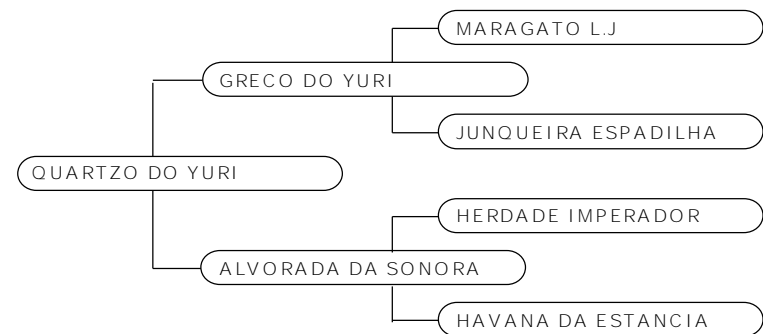 MARAGATO L.J
GRECO DO YURI
JUNQUEIRA ESPADILHA
QUARTZO DO YURI
HERDADE IMPERADOR
ALVORADA DA SONORA
HAVANA DA ESTANCIA